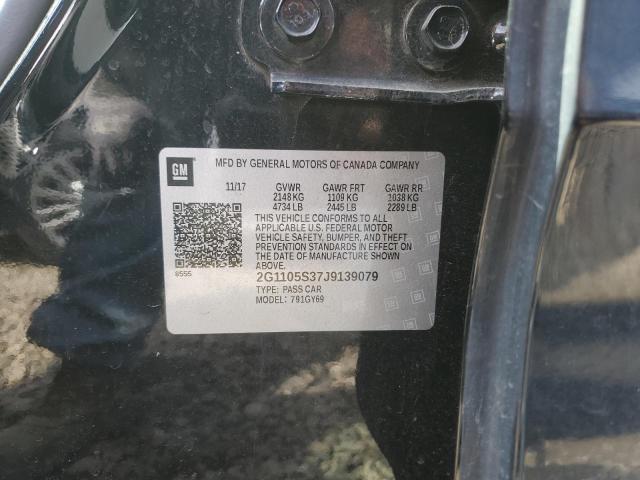 GM MFD BY GENERAL MOTORS OF CANADA COMPANY
11/17 GVWR GAWR FRT GAWR RR
2148 KG 1109 KG 1038 KG
4734 LB 2445 LB 2289 LB
THIS VEHICLE CONFORMS TO ALL
APPLICABLE U.S. FEDERAL MOTOR
VEHICLE SAFETY, BUMPER, AND THEFT
PREVENTION STANDARDS IN EFFECT ON
THE DATE OF MANUFACTURE SHOWN
ABOVE.
8555 2G1105S37J9139079
TYPE: PASS CAR
MODEL: 791GY69